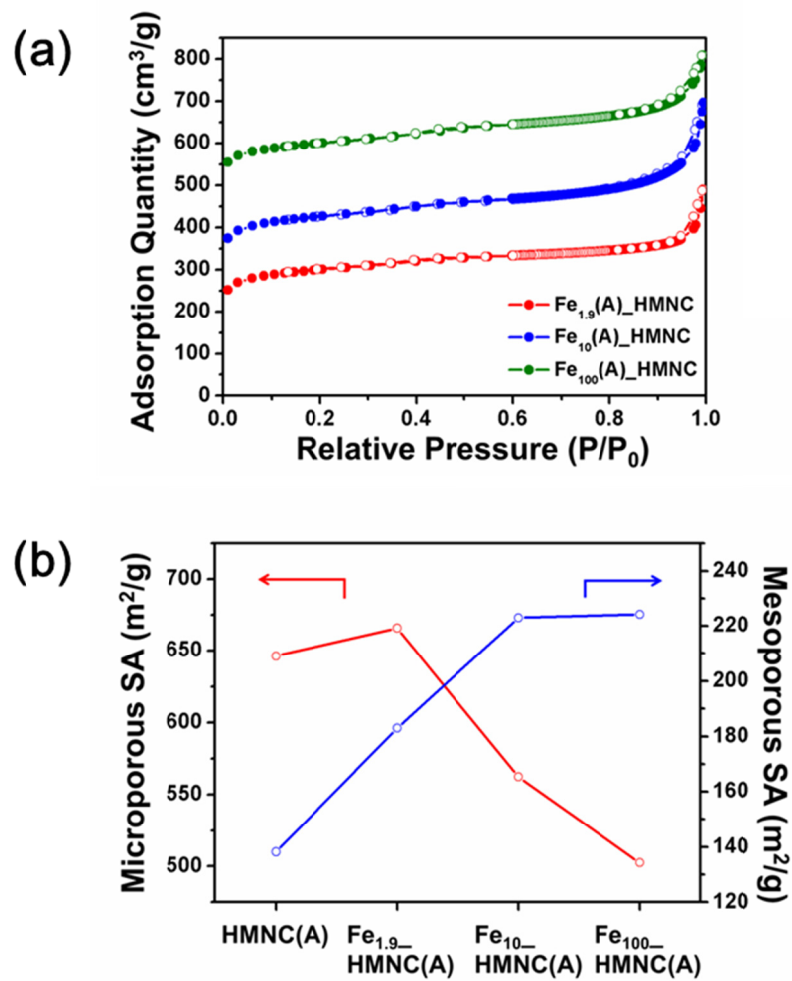 (a)
Adsorption Quantity (cm³/g)
800
700
600
500
400
300
200
100
0
0.0 0.2 0.4 0.6 0.8 1.0
Relative Pressure (P/P₀)
Fe₁.₉(A)_HMNC
Fe₁₀(A)_HMNC
Fe₁₀₀(A)_HMNC
(b)
Microporous SA (m²/g)
700
650
600
550
500
240
220
200
180
160
140
120
Mesoporous SA (m²/g)
HMNC(A) Fe₁.₉_ Fe₁₀_ Fe₁₀₀_
HMNC(A) HMNC(A) HMNC(A)